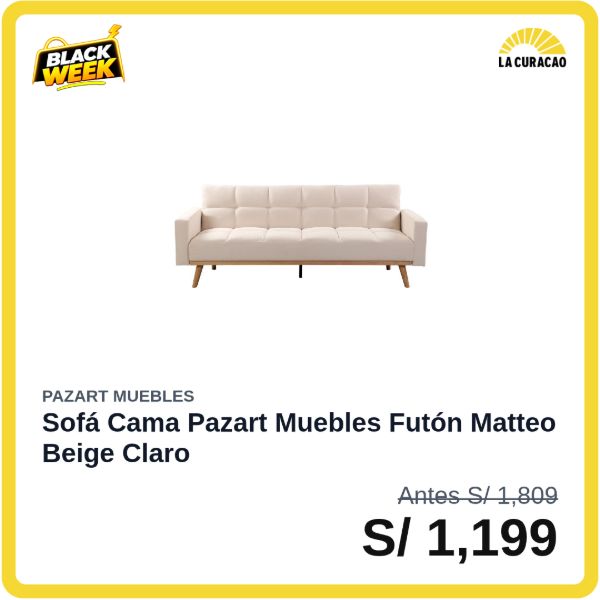 BLACK
WEEK
LA CURACAO
PAZART MUEBLES
Sofá Cama Pazart Muebles Futón Matteo
Beige Claro
Antes S/ 1,809
S/ 1,199